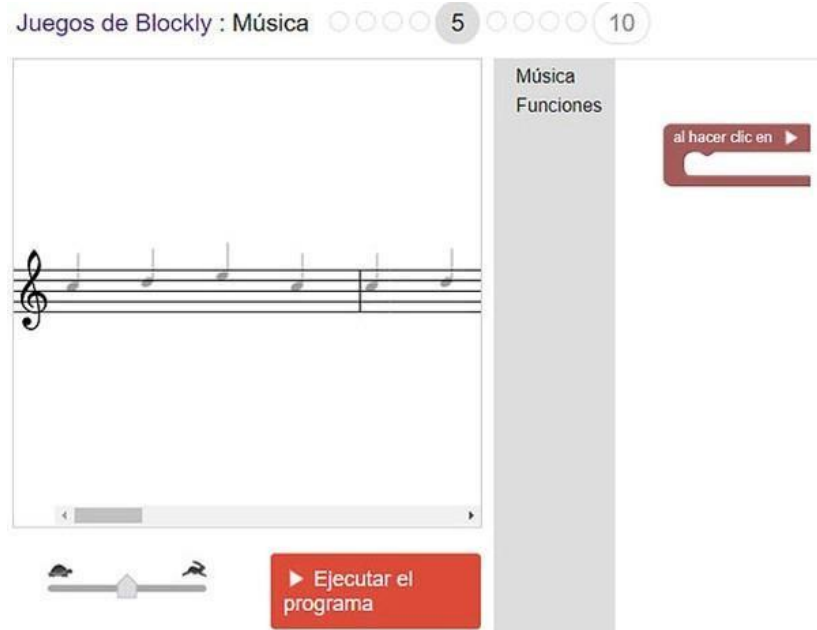 Juegos de Blockly : Música 5 10
Música
Funciones
al hacer clic en
Ejecutar el
programa